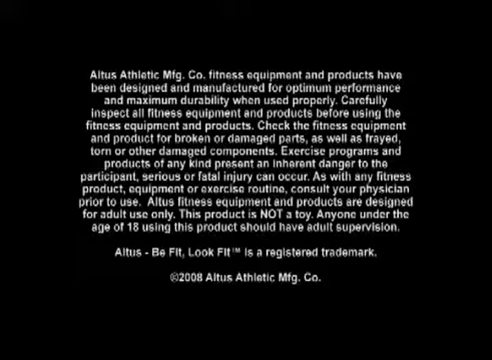 Altus Athletic Mfg. Co. fitness equipment and products have
been designed and manufactured for optimum performance
and maximum durability when used properly. Carefully
inspect all fitness equipment and products before using the
fitness equipment and products. Check the fitness equipment
and product for broken or damaged parts, as well as frayed,
torn or other damaged components. Exercise programs and
products of any kind present an inherent danger to the
participant, serious or fatal injury can occur. As with any fitness
product, equipment or exercise routine, consult your physician
prior to use. Altus fitness equipment and products are designed
for adult use only. This product is NOT a toy. Anyone under the
age of 18 using this product should have adult supervision.
Altus - Be Fit, Look Fit™ is a registered trademark.
©2008 Altus Athletic Mfg. Co.